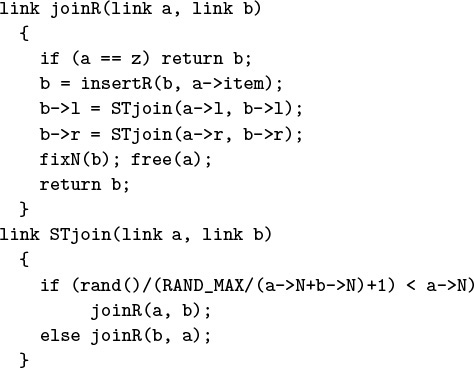 link joinR(link a, link b)
  {
    if (a == z) return b;
    b = insertR(b, a->item);
    b->l = STjoin(a->l, b->l);
    b->r = STjoin(a->r, b->r);
    fixN(b); free(a);
    return b;
  }
link STjoin(link a, link b)
  {
    if (rand()/(RAND_MAX/(a->N+b->N)+1) < a->N)
         joinR(a, b);
    else joinR(b, a);
  }